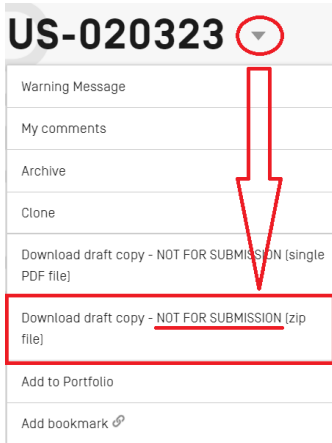 US-020323
Warning Message
My comments
Archive
Clone
Download draft copy - NOT FOR SUBMISSION (single
PDF file)
Download draft copy - NOT FOR SUBMISSION (zip
file)
Add to Portfolio
Add bookmark